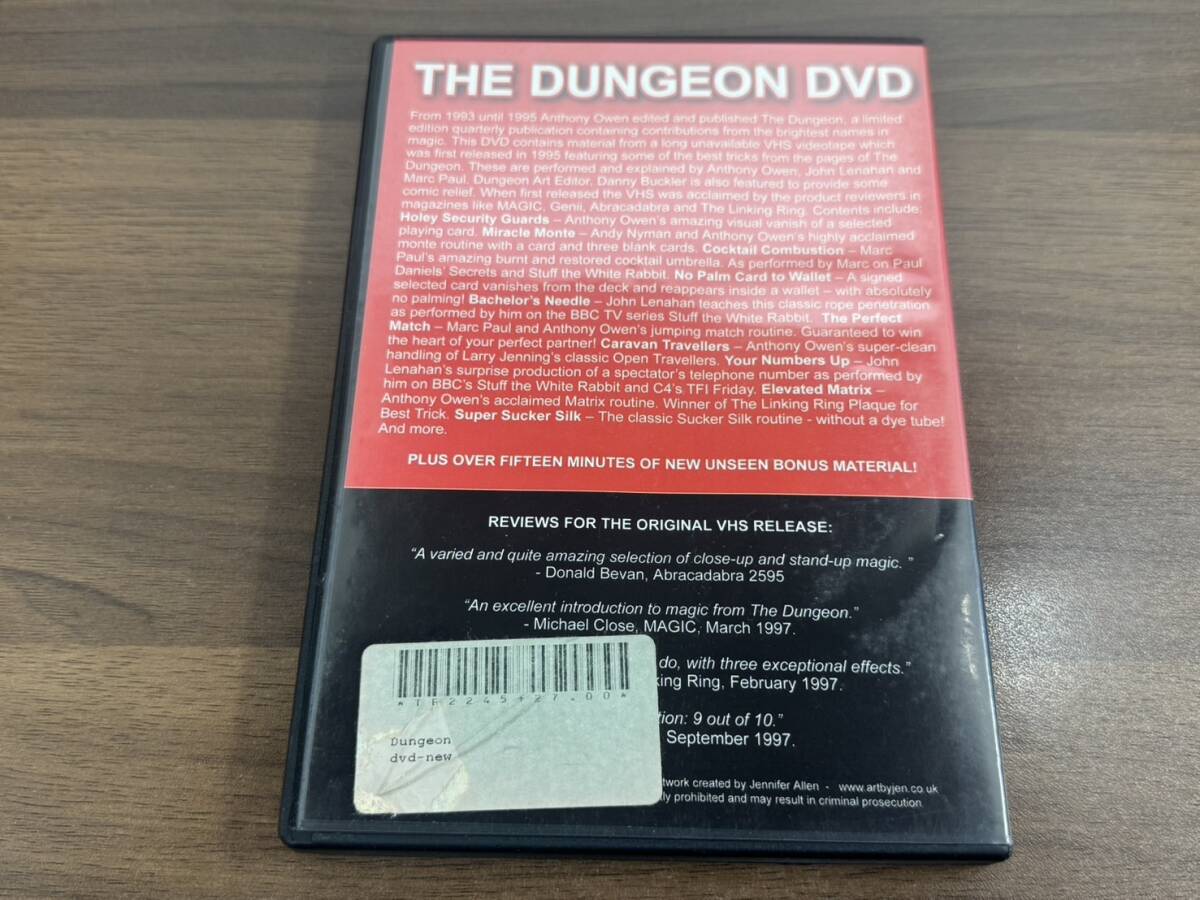 THE DUNGEON DVD
From 1993 until 1995 Anthony Owen edited and published The Dungeon, a limited
edition quarterly publication containing contributions from the brightest names in
magic. This DVD contains material from a long unavailable VHS videotape which
was first released in 1995 featuring some of the best tricks from the pages of The
Dungeon. These are performed and explained by Anthony Owen, John Lenahan and
Marc Paul. Dungeon Art Editor, Danny Buckler is also featured to provide some
comic relief. When first released the VHS was acclaimed by the product reviewers in
magazines like MAGIC, Genii, Abracadabra and The Linking Ring. Contents include:
Holey Security Guards – Anthony Owen's amazing visual vanish of a selected
playing card. Miracle Monte – Andy Nyman and Anthony Owen's highly acclaimed
monte routine with a card and three blank cards. Cocktail Combustion – Marc
Paul's amazing burnt and restored cocktail umbrella. As performed by Marc on Paul
Daniels' Secrets and Stuff the White Rabbit. No Palm Card to Wallet – A signed
selected card vanishes from the deck and reappears inside a wallet – with absolutely
no palming! Bachelor's Needle – John Lenahan teaches this classic rope penetration
as performed by him on the BBC TV series Stuff the White Rabbit. The Perfect
Match – Marc Paul and Anthony Owen's jumping match routine. Guaranteed to win
the heart of your perfect partner! Caravan Travellers – Anthony Owen's super-clean
handling of Larry Jenning's classic Open Travellers. Your Numbers Up – John
Lenahan's surprise production of a spectator's telephone number as performed by
him on BBC's Stuff the White Rabbit and C4's TFI Friday. Elevated Matrix –
Anthony Owen's acclaimed Matrix routine. Winner of The Linking Ring Plaque for
Best Trick. Super Sucker Silk – The classic Sucker Silk routine - without a dye tube!
And more.
PLUS OVER FIFTEEN MINUTES OF NEW UNSEEN BONUS MATERIAL!
REVIEWS FOR THE ORIGINAL VHS RELEASE:
“A varied and quite amazing selection of close-up and stand-up magic. ”
- Donald Bevan, Abracadabra 2595
“An excellent introduction to magic from The Dungeon.”
- Michael Close, MAGIC, March 1997.
do, with three exceptional effects.”
king Ring, February 1997.
tion: 9 out of 10.”
September 1997.
*TR2245+27.00*
Dungeon
dvd-new
twork created by Jennifer Allen - www.artbyjen.co.uk
ly prohibited and may result in criminal prosecution